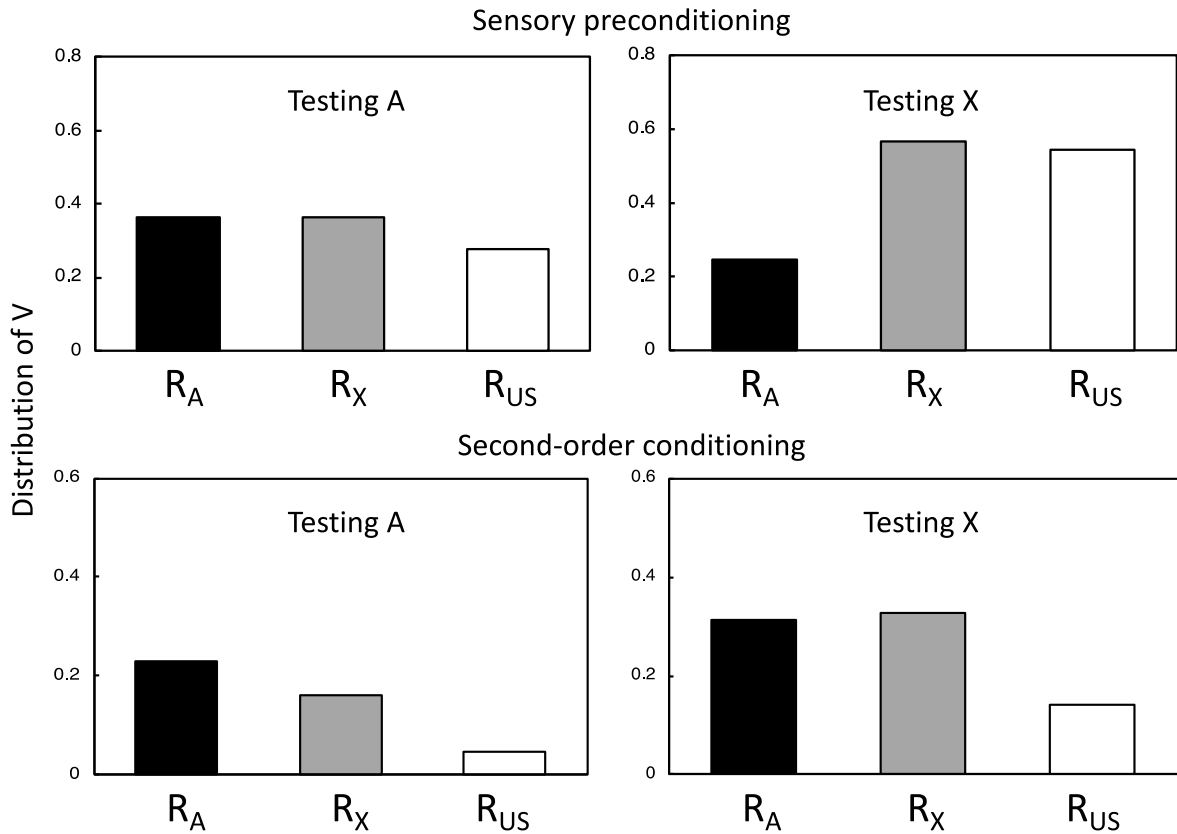 Sensory preconditioning
Distribution of V
0.8
0.6
0.4
0.2
0
Testing A
R_A R_X R_US
0.8
0.6
0.4
0.2
0
Testing X
R_A R_X R_US
Second-order conditioning
0.6
0.4
0.2
0
Testing A
R_A R_X R_US
0.6
0.4
0.2
0
Testing X
R_A R_X R_US